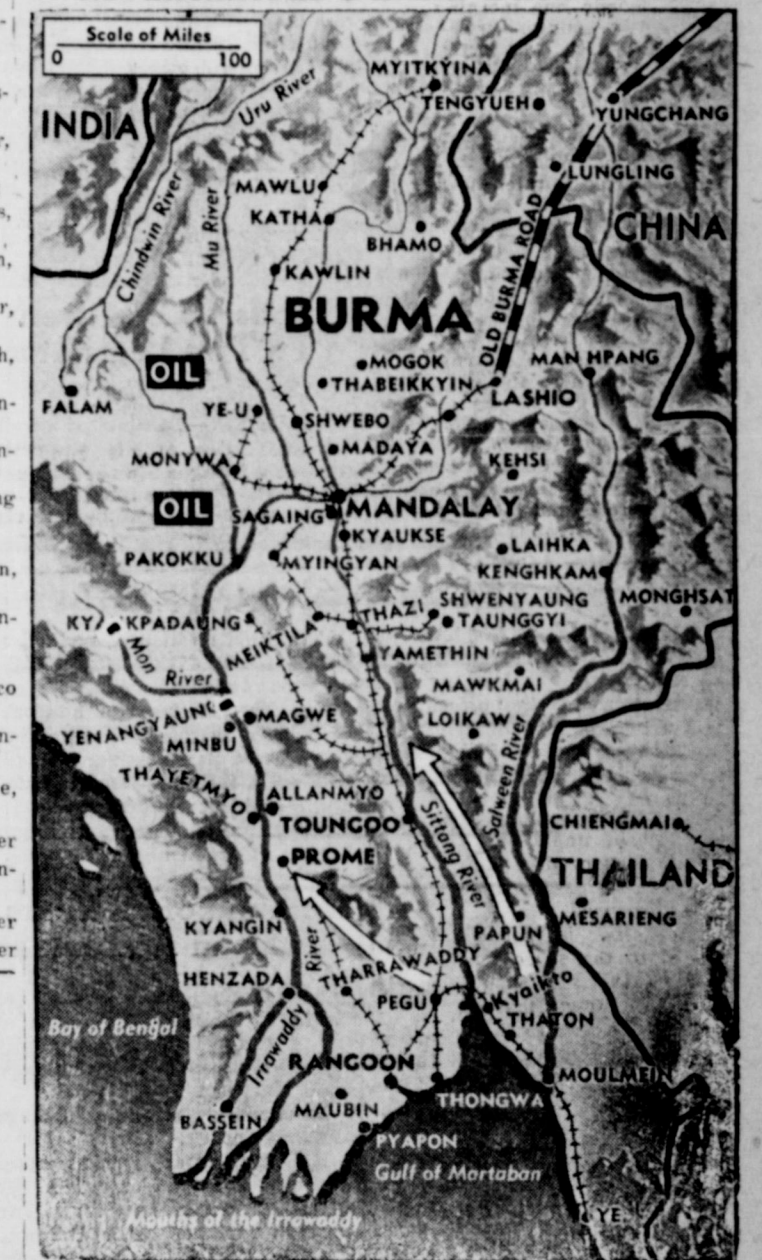 Scale of Miles
0 100
MYITKYINA
TENGYUEH
YUNGCHANG
INDIA
Uru River
LUNGLING
MAWLU
KATHA
Chindwin River
Mu River
BHAMO
CHINA
KAWLIN
OLD BURMA ROAD
BURMA
MOGOK
MAN HPANG
OIL
THABEIKKYIN
LASHIO
FALAM
YE-U
SHWEBO
MONYWA
MADAYA
KEHSI
OIL
SAGAING
MANDALAY
KYAUKSE
PAKOKKU
MYINGYAN
LAIHKA
KENGHKAM
MONGHSAT
KPADAUNG
THAZI
SHWENYAUNG
TAUNGGYI
MEIKTILA
Mon River
YAMETHIN
MAWKMAI
YENANGYAUNG
MAGWE
MINBU
LOIKAW
Salween River
THAYETMYO
ALLANMYO
TOUNGOO
Sittang River
CHIENGMAI
PROME
THAILAND
KYANGIN
PAPUN
MESARIENG
HENZADA
River
THARRAWADDY
PEGU
Kyaikto
THATON
Bay of Bengal
Irrawaddy
RANGOON
MOULMEIN
BASSEIN
MAUBIN
THONGWA
PYAPON
Gulf of Martaban
Mouths of the Irrawaddy
YE